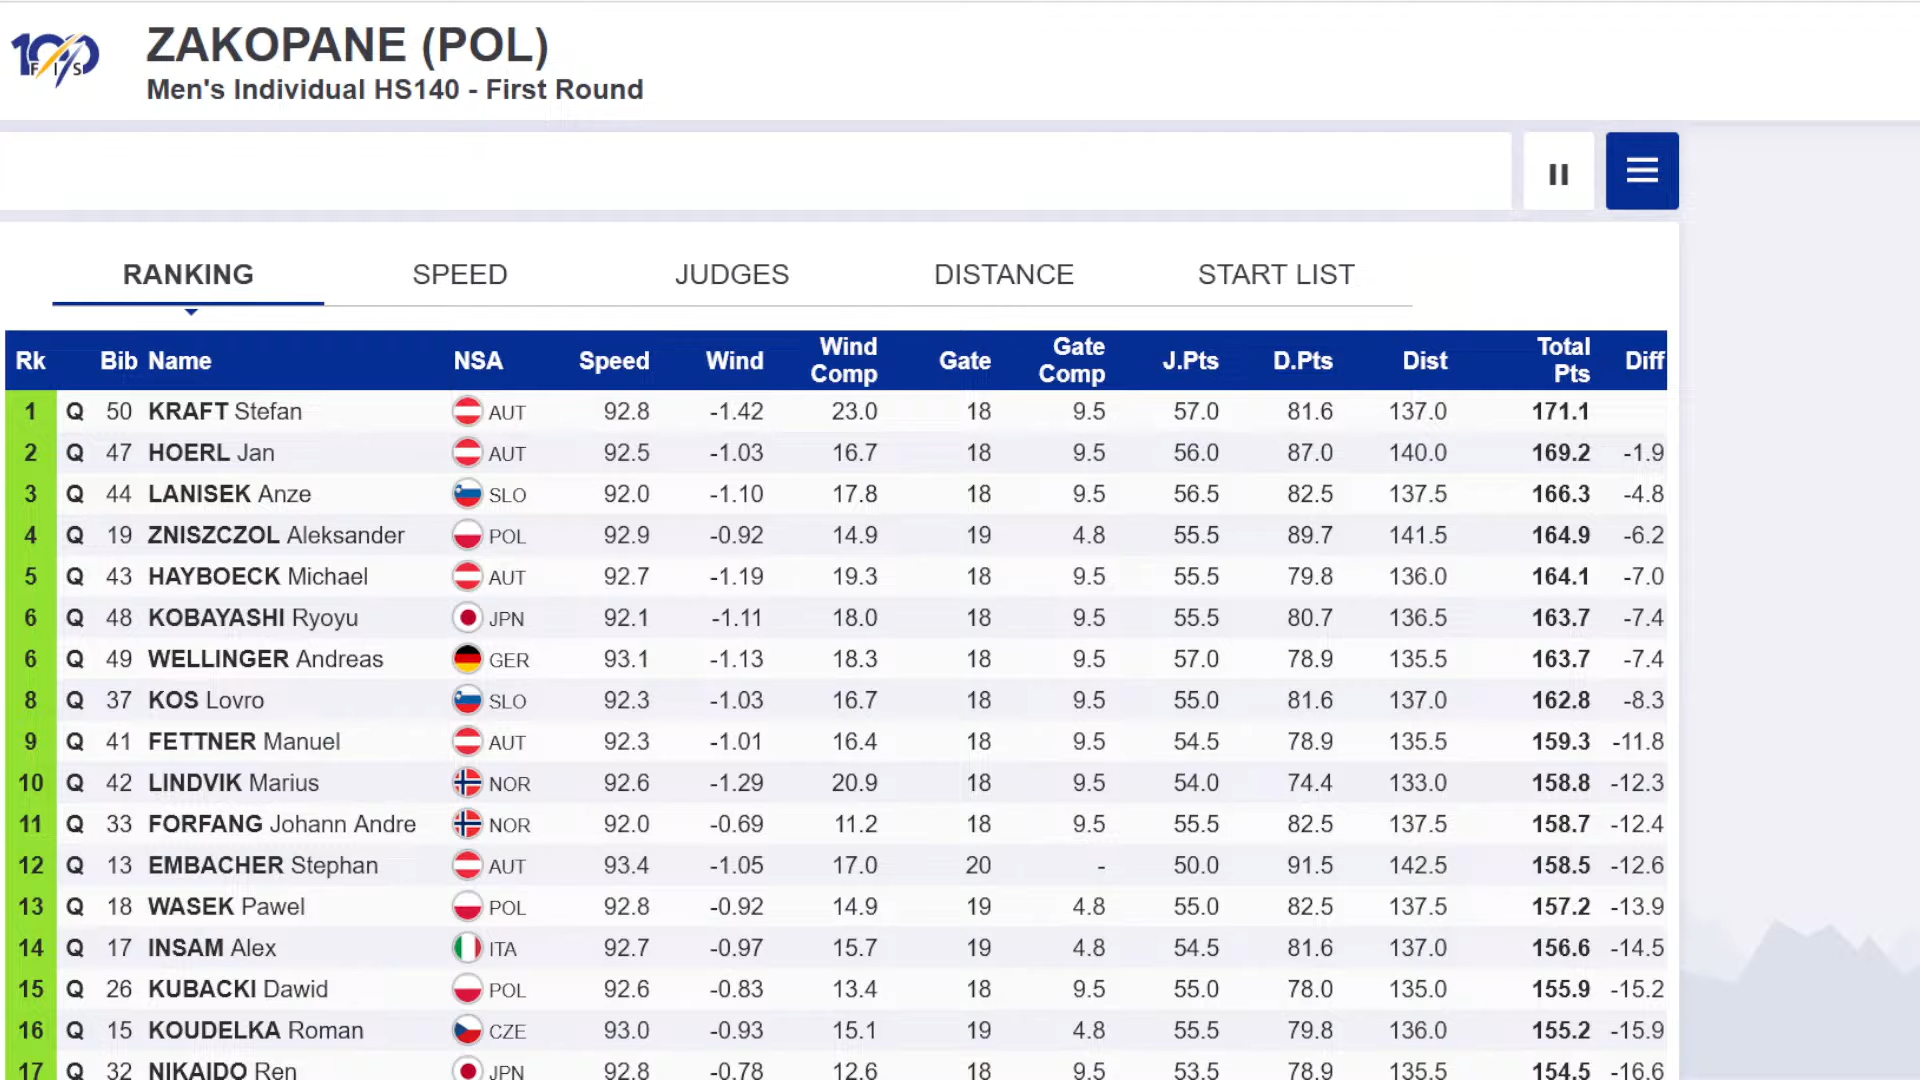 100 FIS
ZAKOPANE (POL)
Men's Individual HS140 - First Round
RANKING SPEED JUDGES DISTANCE START LIST
Rk Bib Name NSA Speed Wind Wind Comp Gate Gate Comp J.Pts D.Pts Dist Total Pts Diff
1 Q 50 KRAFT Stefan AUT 92.8 -1.42 23.0 18 9.5 57.0 81.6 137.0 171.1
2 Q 47 HOERL Jan AUT 92.5 -1.03 16.7 18 9.5 56.0 87.0 140.0 169.2 -1.9
3 Q 44 LANISEK Anze SLO 92.0 -1.10 17.8 18 9.5 56.5 82.5 137.5 166.3 -4.8
4 Q 19 ZNISZCZOL Aleksander POL 92.9 -0.92 14.9 19 4.8 55.5 89.7 141.5 164.9 -6.2
5 Q 43 HAYBOECK Michael AUT 92.7 -1.19 19.3 18 9.5 55.5 79.8 136.0 164.1 -7.0
6 Q 48 KOBAYASHI Ryoyu JPN 92.1 -1.11 18.0 18 9.5 55.5 80.7 136.5 163.7 -7.4
6 Q 49 WELLINGER Andreas GER 93.1 -1.13 18.3 18 9.5 57.0 78.9 135.5 163.7 -7.4
8 Q 37 KOS Lovro SLO 92.3 -1.03 16.7 18 9.5 55.0 81.6 137.0 162.8 -8.3
9 Q 41 FETTNER Manuel AUT 92.3 -1.01 16.4 18 9.5 54.5 78.9 135.5 159.3 -11.8
10 Q 42 LINDVIK Marius NOR 92.6 -1.29 20.9 18 9.5 54.0 74.4 133.0 158.8 -12.3
11 Q 33 FORFANG Johann Andre NOR 92.0 -0.69 11.2 18 9.5 55.5 82.5 137.5 158.7 -12.4
12 Q 13 EMBACHER Stephan AUT 93.4 -1.05 17.0 20 - 50.0 91.5 142.5 158.5 -12.6
13 Q 18 WASEK Pawel POL 92.8 -0.92 14.9 19 4.8 55.0 82.5 137.5 157.2 -13.9
14 Q 17 INSAM Alex ITA 92.7 -0.97 15.7 19 4.8 54.5 81.6 137.0 156.6 -14.5
15 Q 26 KUBACKI Dawid POL 92.6 -0.83 13.4 18 9.5 55.0 78.0 135.0 155.9 -15.2
16 Q 15 KOUDELKA Roman CZE 93.0 -0.93 15.1 19 4.8 55.5 79.8 136.0 155.2 -15.9
17 Q 32 NIKAIDO Ren JPN 92.8 -0.78 12.6 18 9.5 53.5 78.9 135.5 154.5 -16.6